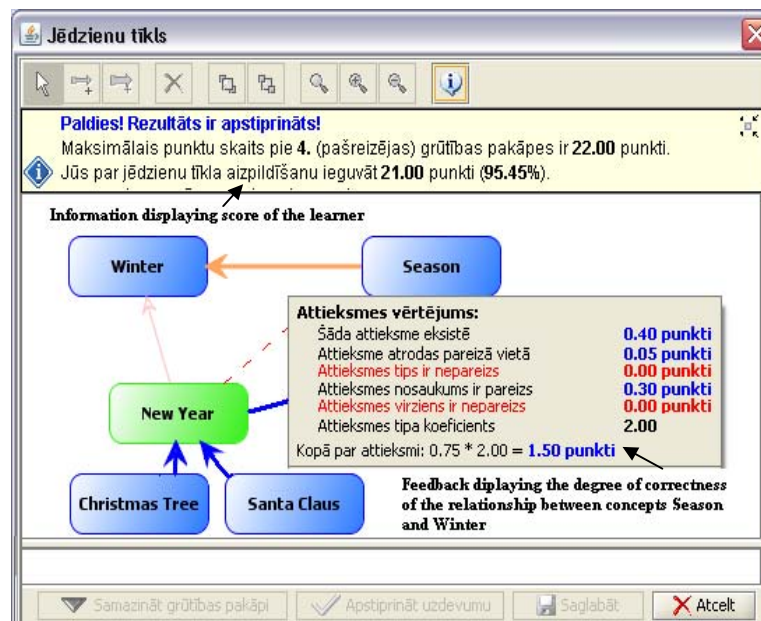 Jēdzienu tīkls
Paldies! Rezultāts ir apstiprināts!
Maksimālais punktu skaits pie 4. (pašreizējas) grūtības pakāpes ir 22.00 punkti.
Jūs par jēdzienu tīkla aizpildīšanu ieguvāt 21.00 punkti (95.45%).
Information displaying score of the learner
Winter
Season
Attieksmes vērtējums:
Šāda attieksme eksistē 0.40 punkti
Attieksme atrodas pareizā vietā 0.05 punkti
Attieksmes tips ir nepareizs 0.00 punkti
Attieksmes nosaukums ir pareizs 0.30 punkti
Attieksmes virziens ir nepareizs 0.00 punkti
Attieksmes tipa koeficients 2.00
Kopā par attieksmi: 0.75 * 2.00 = 1.50 punkti
New Year
Christmas Tree
Santa Claus
Feedback diplaying the degree of correctness
of the relationship between concepts Season
and Winter
Samazināt grūtības pakāpi
Apstiprināt uzdevumu
Saglabāt
Atcelt